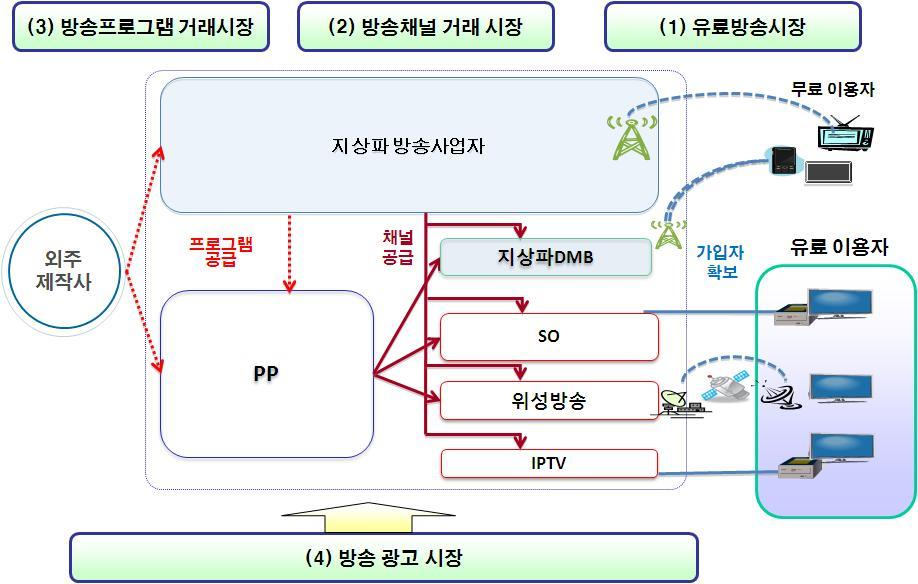 (3) 방송프로그램 거래시장
(2) 방송채널 거래 시장
(1) 유료방송시장
무료 이용자
지상파 방송사업자
외주
제작사
프로그램
공급
채널
공급
지상파DMB
가입자
확보
유료 이용자
SO
PP
위성방송
IPTV
(4) 방송 광고 시장